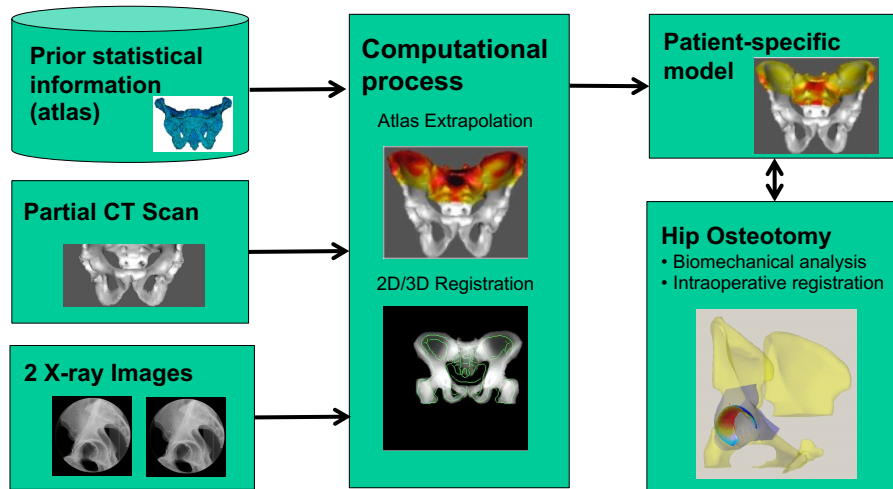 Prior statistical
information
(atlas)
Partial CT Scan
2 X-ray Images
Computational
process
Atlas Extrapolation
2D/3D Registration
Patient-specific
model
Hip Osteotomy
• Biomechanical analysis
• Intraoperative registration